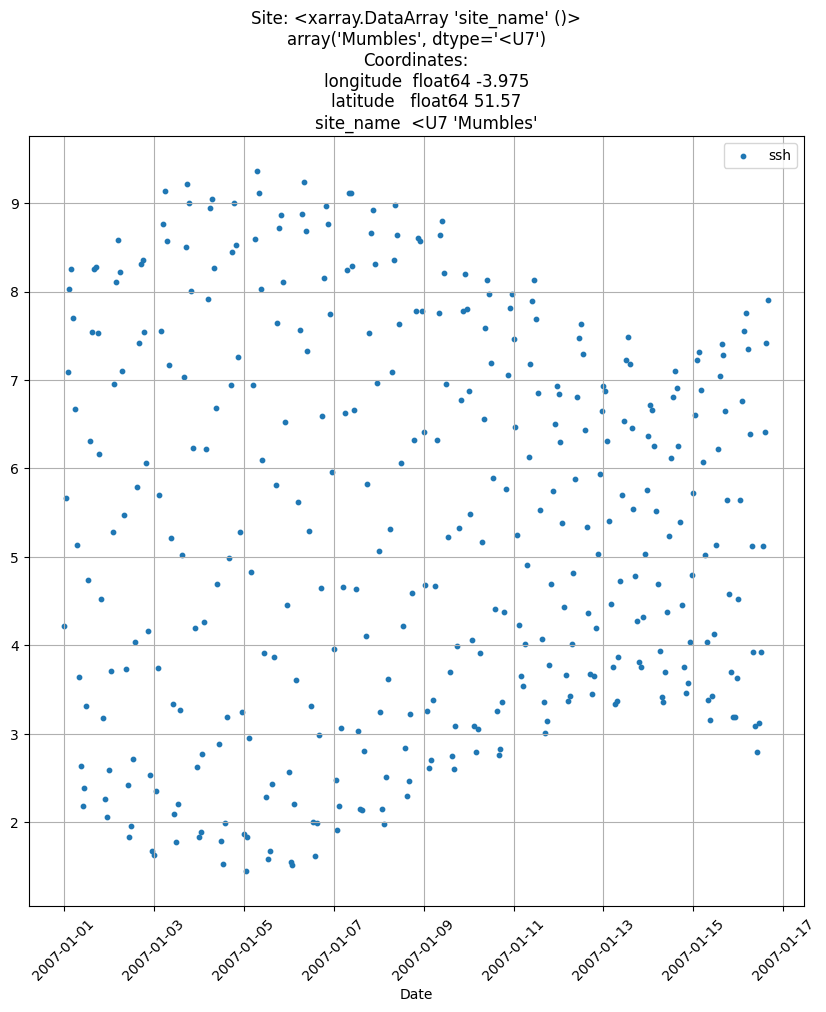 Site: <xarray.DataArray 'site_name' ()>
array('Mumbles', dtype='<U7')
Coordinates:
longitude  float64 -3.975
latitude   float64 51.57
site_name  <U7 'Mumbles'
ssh
9
8
7
6
5
4
3
2
2007-01-01
2007-01-03
2007-01-05
2007-01-07
2007-01-09
2007-01-11
2007-01-13
2007-01-15
2007-01-17
Date